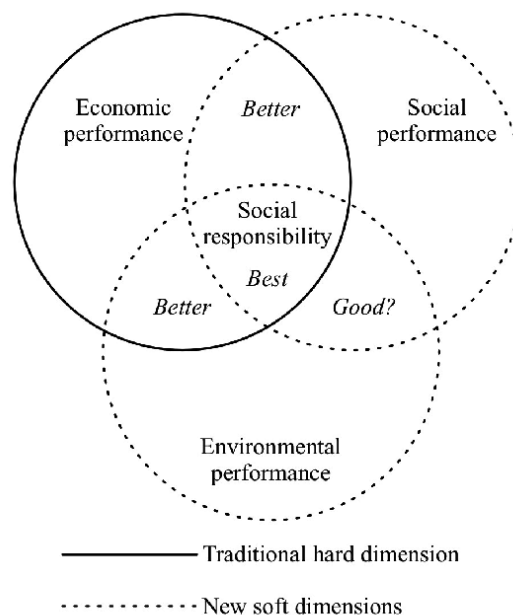 Economic
performance
Better
Social
performance
Social
responsibility
Best
Better
Good?
Environmental
performance
Traditional hard dimension
New soft dimensions